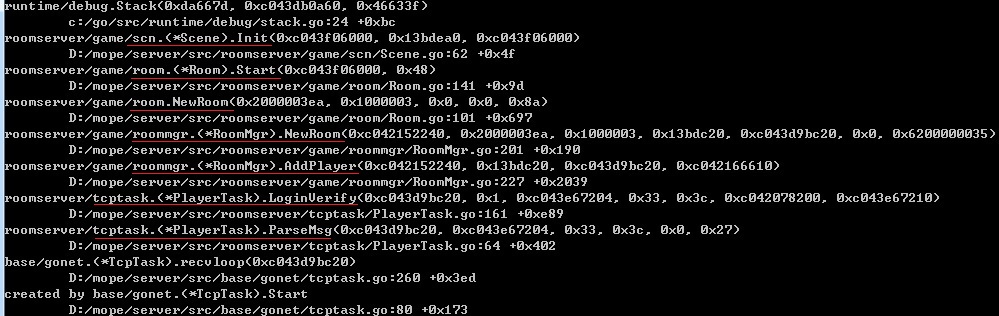 runtime/debug.Stack(0xda667d, 0xc043db0a60, 0x46633f)
c:/go/src/runtime/debug/stack.go:24 +0xbc
roomserver/game/scn.(*Scene).Init(0xc043f06000, 0x13bdea0, 0xc043f06000)
D:/mope/server/src/roomserver/game/scn/Scene.go:62 +0x4f
roomserver/game/room.(*Room).Start(0xc043f06000, 0x48)
D:/mope/server/src/roomserver/game/room/Room.go:141 +0x9d
roomserver/game/room.NewRoom(0x2000003ea, 0x1000003, 0x0, 0x0, 0x8a)
D:/mope/server/src/roomserver/game/room/Room.go:101 +0x697
roomserver/game/roommgr.(*RoomMgr).NewRoom(0xc042152240, 0x2000003ea, 0x1000003, 0x13bdc20, 0xc043d9bc20, 0x0, 0x6200000035)
D:/mope/server/src/roomserver/game/roommgr/RoomMgr.go:201 +0x190
roomserver/game/roommgr.(*RoomMgr).AddPlayer(0xc042152240, 0x13bdc20, 0xc043d9bc20, 0xc042166610)
D:/mope/server/src/roomserver/game/roommgr/RoomMgr.go:227 +0x2039
roomserver/tcptask.(*PlayerTask).LoginVerify(0xc043d9bc20, 0x1, 0xc043e67204, 0x33, 0x3c, 0xc042078200, 0xc043e67210)
D:/mope/server/src/roomserver/tcptask/PlayerTask.go:161 +0xe89
roomserver/tcptask.(*PlayerTask).ParseMsg(0xc043d9bc20, 0xc043e67204, 0x33, 0x3c, 0x0, 0x27)
D:/mope/server/src/roomserver/tcptask/PlayerTask.go:64 +0x402
base/gonet.(*TcpTask).recvloop(0xc043d9bc20)
D:/mope/server/src/base/gonet/tcptask.go:260 +0x3ed
created by base/gonet.(*TcpTask).Start
D:/mope/server/src/base/gonet/tcptask.go:80 +0x173